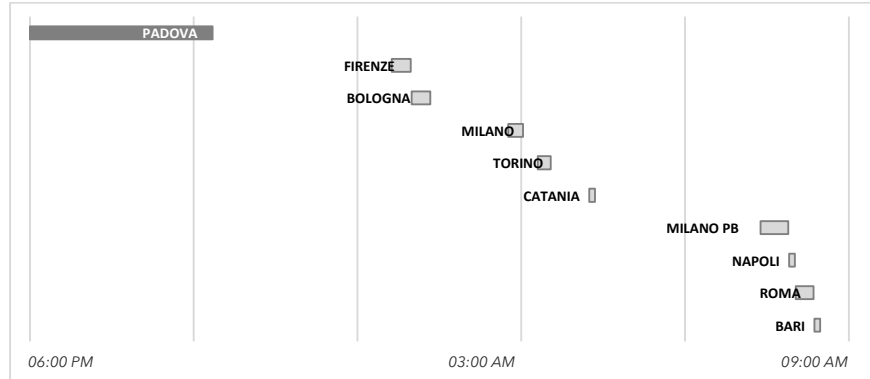 PADOVA
FIRENZE
BOLOGNA
MILANO
TORINO
CATANIA
MILANO PB
NAPOLI
ROMA
BARI
06:00 PM 03:00 AM 09:00 AM